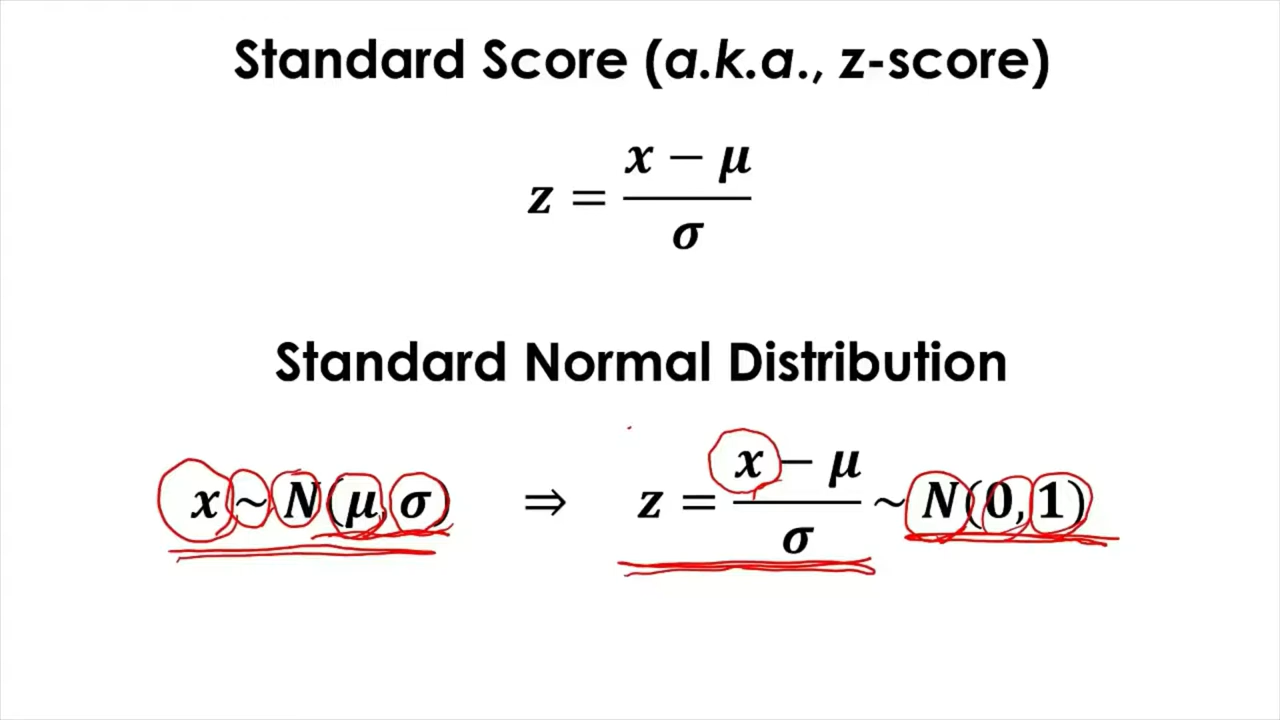 Standard Score (a.k.a., z-score)
z = (x − μ) / σ
Standard Normal Distribution
x ~ N(μ, σ) ⇒ z = (x − μ) / σ ~ N(0, 1)